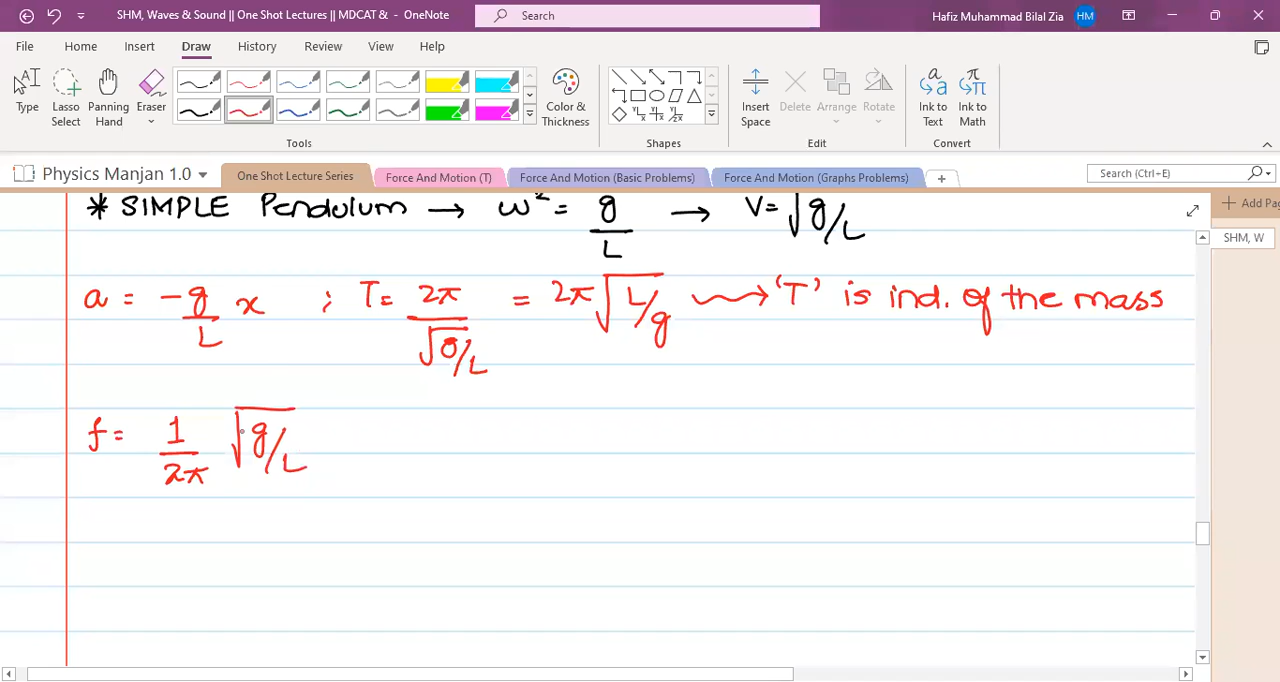 SHM, Waves & Sound || One Shot Lectures || MDCAT & - OneNote
Search
Hafiz Muhammad Bilal Zia HM
File Home Insert Draw History Review View Help
Type Lasso Select Panning Hand Eraser
Color & Thickness
Insert Space Delete Arrange Rotate
Ink to Text Ink to Math
Tools Shapes Edit Convert
Physics Manjan 1.0 One Shot Lecture Series Force And Motion (T) Force And Motion (Basic Problems) Force And Motion (Graphs Problems) + Search (Ctrl+E)
+ Add Pag
SHM, W
* SIMPLE Pendulum → ω² = g/L → V = √g/L
a = -g/L x ; T = 2π/√g/L = 2π √L/g → 'T' is ind. of the mass
f = 1/2π √g/L